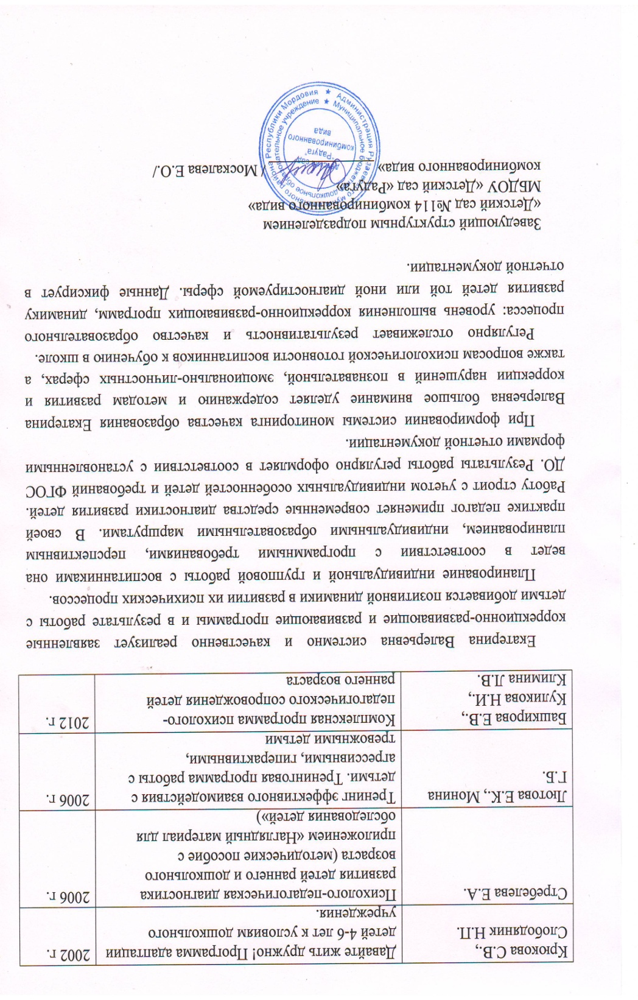 Крюкова С.В., Давайте жить дружно! Программа адаптации 2002 г.
Слободяник Н.П. детей 4-6 лет к условиям дошкольного
учреждения.
Стребелева Е.А. Психолого-педагогическая диагностика 2006 г.
развития детей раннего и дошкольного
возраста (методические пособие с
приложением «Наглядный материал для
обследования детей»)
Лютова Е.К., Монина Тренинг эффективного взаимодействия с 2006 г.
Г.Б. детьми. Тренинговая программа работы с
агрессивными, гиперактивными,
тревожными детьми
Башкирова Е.В., Комплексная программа психолого- 2012 г.
Куликова Н.И., педагогического сопровождения детей
Климина Л.В. раннего возраста
Екатерина Валерьевна системно и качественно реализует заявленные
коррекционно-развивающие и развивающие программы и в результате работы с
детьми добивается позитивной динамики в развитии их психических процессов.
Планирование индивидуальной и групповой работы с воспитанниками она
ведет в соответствии с программными требованиями, перспективным
планированием, индивидуальными образовательными маршрутами. В своей
практике педагог применяет современные средства диагностики развития детей.
Работу строит с учетом индивидуальных особенностей детей и требований ФГОС
ДО. Результаты работы регулярно оформляет в соответствии с установленными
формами отчетной документации.
При формировании системы мониторинга качества образования Екатерина
Валерьевна большое внимание уделяет содержанию и методам развития и
коррекции нарушений в познавательной, эмоционально-личностных сферах, а
также вопросам психологической готовности воспитанников к обучению в школе.
Регулярно отслеживает результативность и качество образовательного
процесса: уровень выполнения коррекционно-развивающих программ, динамику
развития детей той или иной диагностируемой сферы. Данные фиксирует в
отчетной документации.
Заведующий структурным подразделением
«Детский сад №114 комбинированного вида»
МБДОУ «Детский сад «Радуга»
комбинированного вида» / Москалева Е.О./
Администрация Рузаевского муниципального района Республики Мордовия
Муниципальное бюджетное дошкольное образовательное учреждение
"Детский сад
"Радуга"
комбинированного
вида